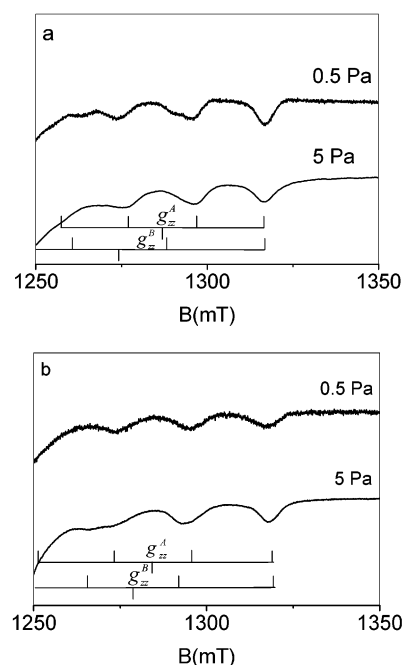 a
0.5 Pa
5 Pa
g_zz^A
g_zz^B
1250 1300 1350
B(mT)
b
0.5 Pa
5 Pa
g_zz^A
g_zz^B
1250 1300 1350
B(mT)